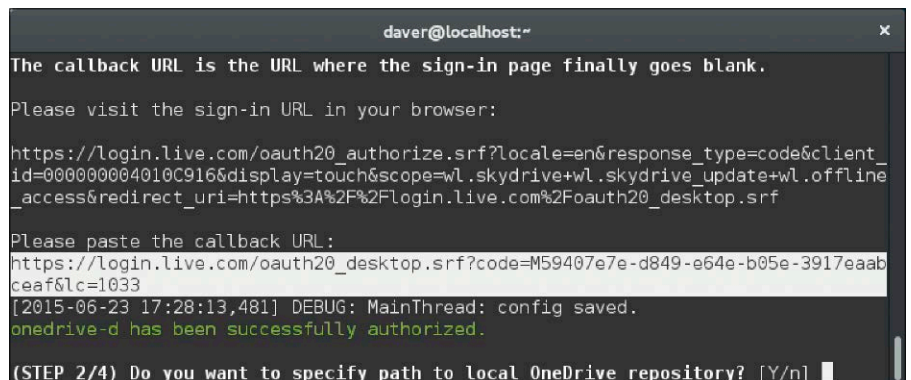 daver@localhost:~ ×
The callback URL is the URL where the sign-in page finally goes blank.
Please visit the sign-in URL in your browser:
https://login.live.com/oauth20_authorize.srf?locale=en&response_type=code&client_
id=000000004010C916&display=touch&scope=wl.skydrive+wl.skydrive_update+wl.offline
_access&redirect_uri=https%3A%2F%2Flogin.live.com%2Foauth20_desktop.srf
Please paste the callback URL:
https://login.live.com/oauth20_desktop.srf?code=M59407e7e-d849-e64e-b05e-3917eaab
ceaf&lc=1033
[2015-06-23 17:28:13,481] DEBUG: MainThread: config saved.
onedrive-d has been successfully authorized.
(STEP 2/4) Do you want to specify path to local OneDrive repository? [Y/n]